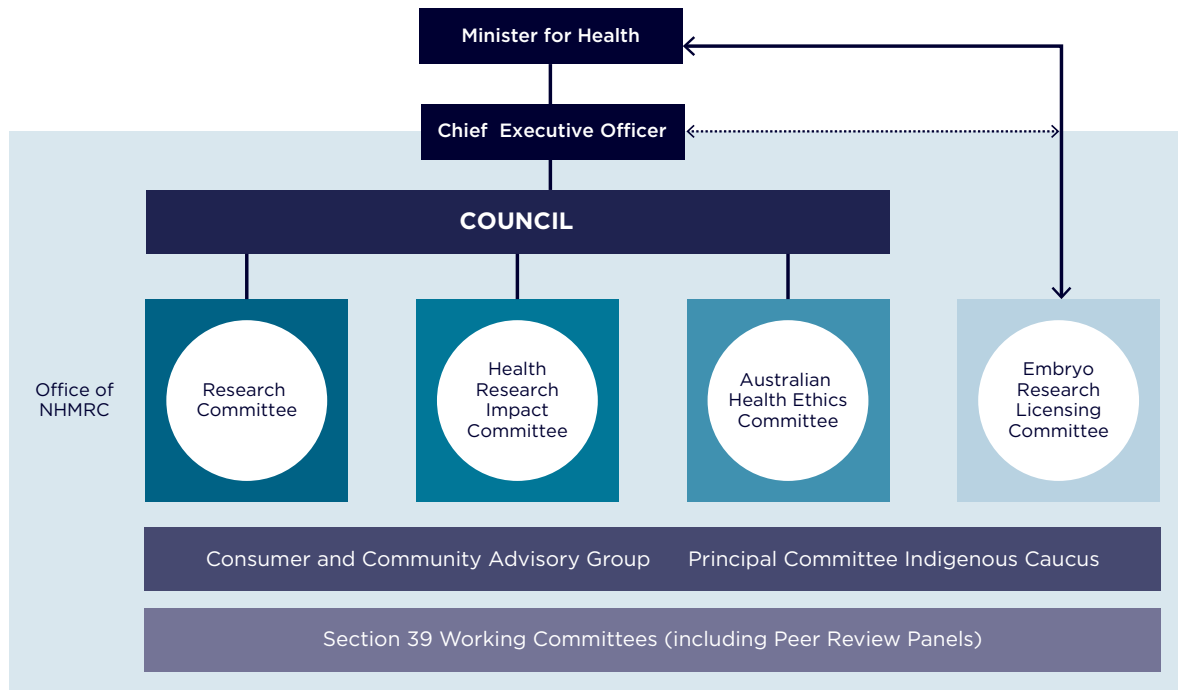 Minister for Health
Chief Executive Officer
COUNCIL
Office of
NHMRC
Research
Committee
Health
Research
Impact
Committee
Australian
Health Ethics
Committee
Embryo
Research
Licensing
Committee
Consumer and Community Advisory Group
Principal Committee Indigenous Caucus
Section 39 Working Committees (including Peer Review Panels)